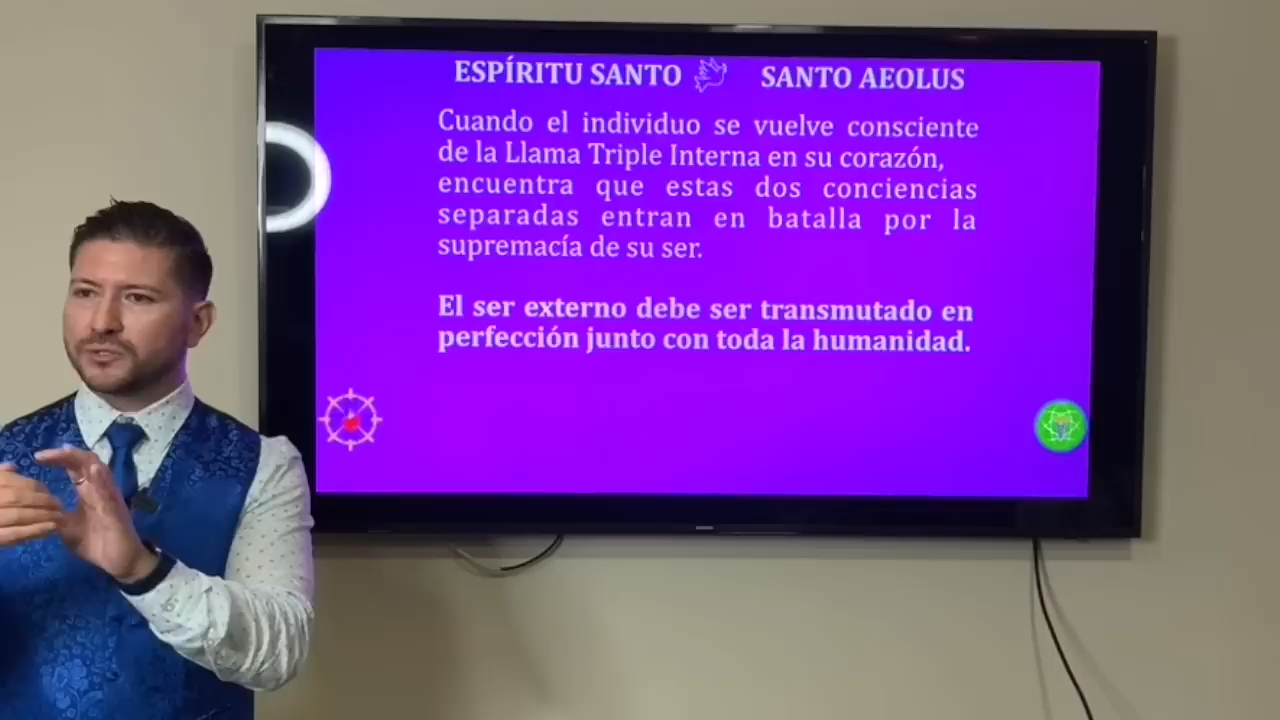 ESPÍRITU SANTO SANTO AEOLUS
Cuando el individuo se vuelve consciente
de la Llama Triple Interna en su corazón,
encuentra que estas dos conciencias
separadas entran en batalla por la
supremacía de su ser.
El ser externo debe ser transmutado en
perfección junto con toda la humanidad.